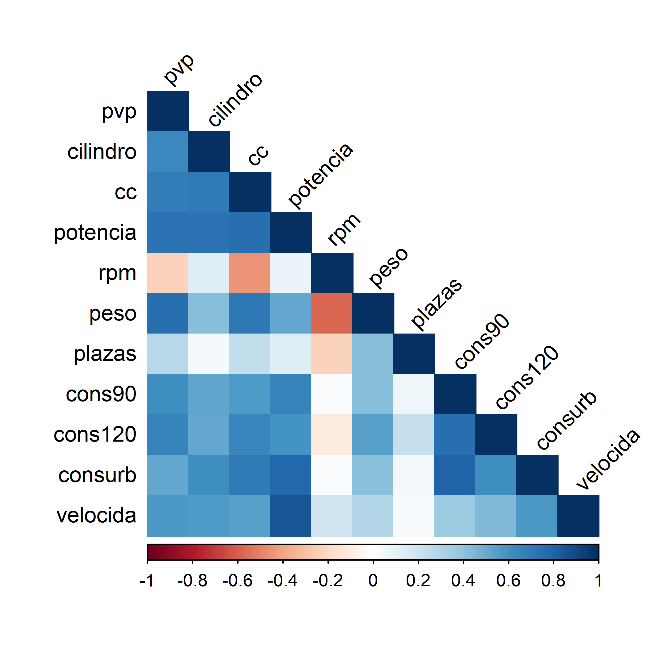 pvp
cilindro
cc
potencia
rpm
peso
plazas
cons90
cons120
consurb
velocida
pvp
cilindro
cc
potencia
rpm
peso
plazas
cons90
cons120
consurb
velocida
-1 -0.8 -0.6 -0.4 -0.2 0 0.2 0.4 0.6 0.8 1